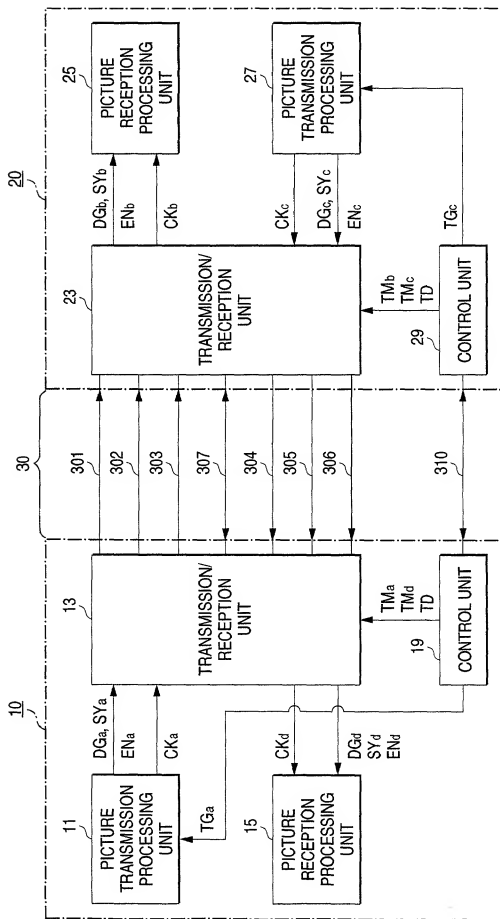 10
30
20
11
PICTURE
TRANSMISSION
PROCESSING
UNIT
DGa, SYa
ENa
CKa
TGa
15
PICTURE
RECEPTION
PROCESSING
UNIT
CKd
DGd
SYd
ENd
13
TRANSMISSION/
RECEPTION
UNIT
TMa
TMd
TD
19
CONTROL UNIT
301
302
303
307
304
305
306
310
23
TRANSMISSION/
RECEPTION
UNIT
TMb
TMc
TD
29
CONTROL UNIT
DGb, SYb
ENb
CKb
25
PICTURE
RECEPTION
PROCESSING
UNIT
CKc
DGc, SYc
ENc
27
PICTURE
TRANSMISSION
PROCESSING
UNIT
TGc